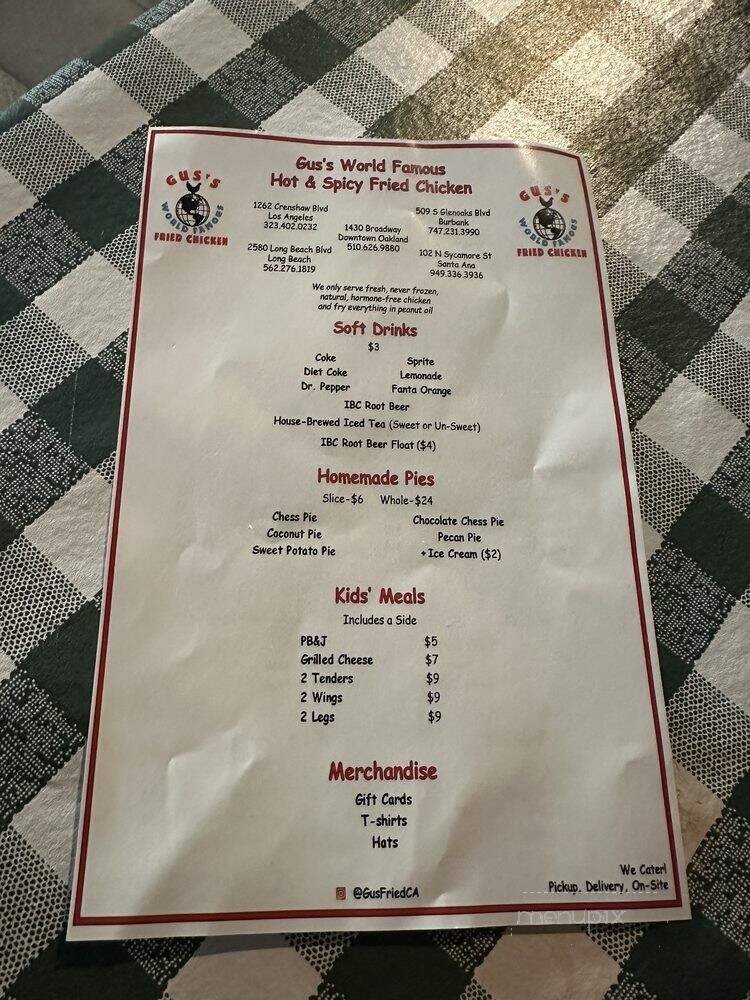 Gus's World Famous
Hot & Spicy Fried Chicken
GUS'S
WORLD FAMOUS
FRIED CHICKEN
GUS'S
WORLD FAMOUS
FRIED CHICKEN
1262 Crenshaw Blvd
Los Angeles
323.402.0232
2580 Long Beach Blvd
Long Beach
562.276.1819
1430 Broadway
Downtown Oakland
510.626.9880
509 S Glenoaks Blvd
Burbank
747.231.3990
102 N Sycamore St
Santa Ana
949.336.3936
We only serve fresh, never frozen,
natural, hormone-free chicken
and fry everything in peanut oil
Soft Drinks
$3
Coke Sprite
Diet Coke Lemonade
Dr. Pepper Fanta Orange
IBC Root Beer
House-Brewed Iced Tea (Sweet or Un-Sweet)
IBC Root Beer Float ($4)
Homemade Pies
Slice-$6 Whole-$24
Chess Pie Chocolate Chess Pie
Coconut Pie Pecan Pie
Sweet Potato Pie +Ice Cream ($2)
Kids' Meals
Includes a Side
PB&J $5
Grilled Cheese $7
2 Tenders $9
2 Wings $9
2 Legs $9
Merchandise
Gift Cards
T-shirts
Hats
We Cater!
Pickup, Delivery, On-Site
@GusFriedCA
menupix